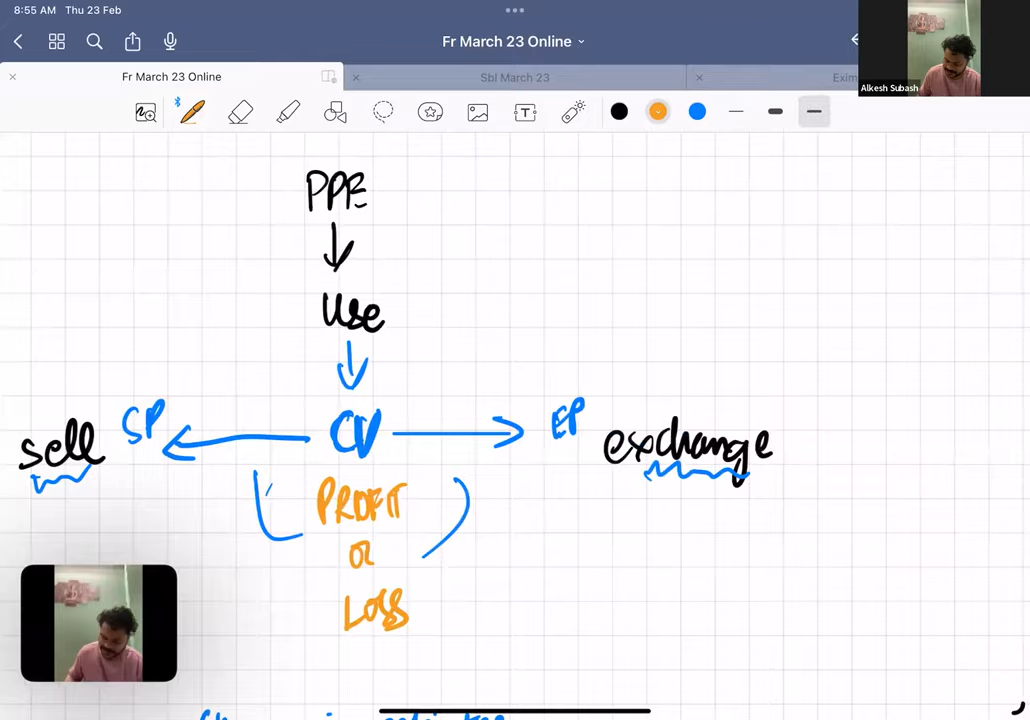 8:55 AM Thu 23 Feb
Fr March 23 Online
Alkesh Subash
Fr March 23 Online
Sbl March 23
Exim
PPE
Use
sell SP CV EP exchange
PROFIT
OR
LOSS